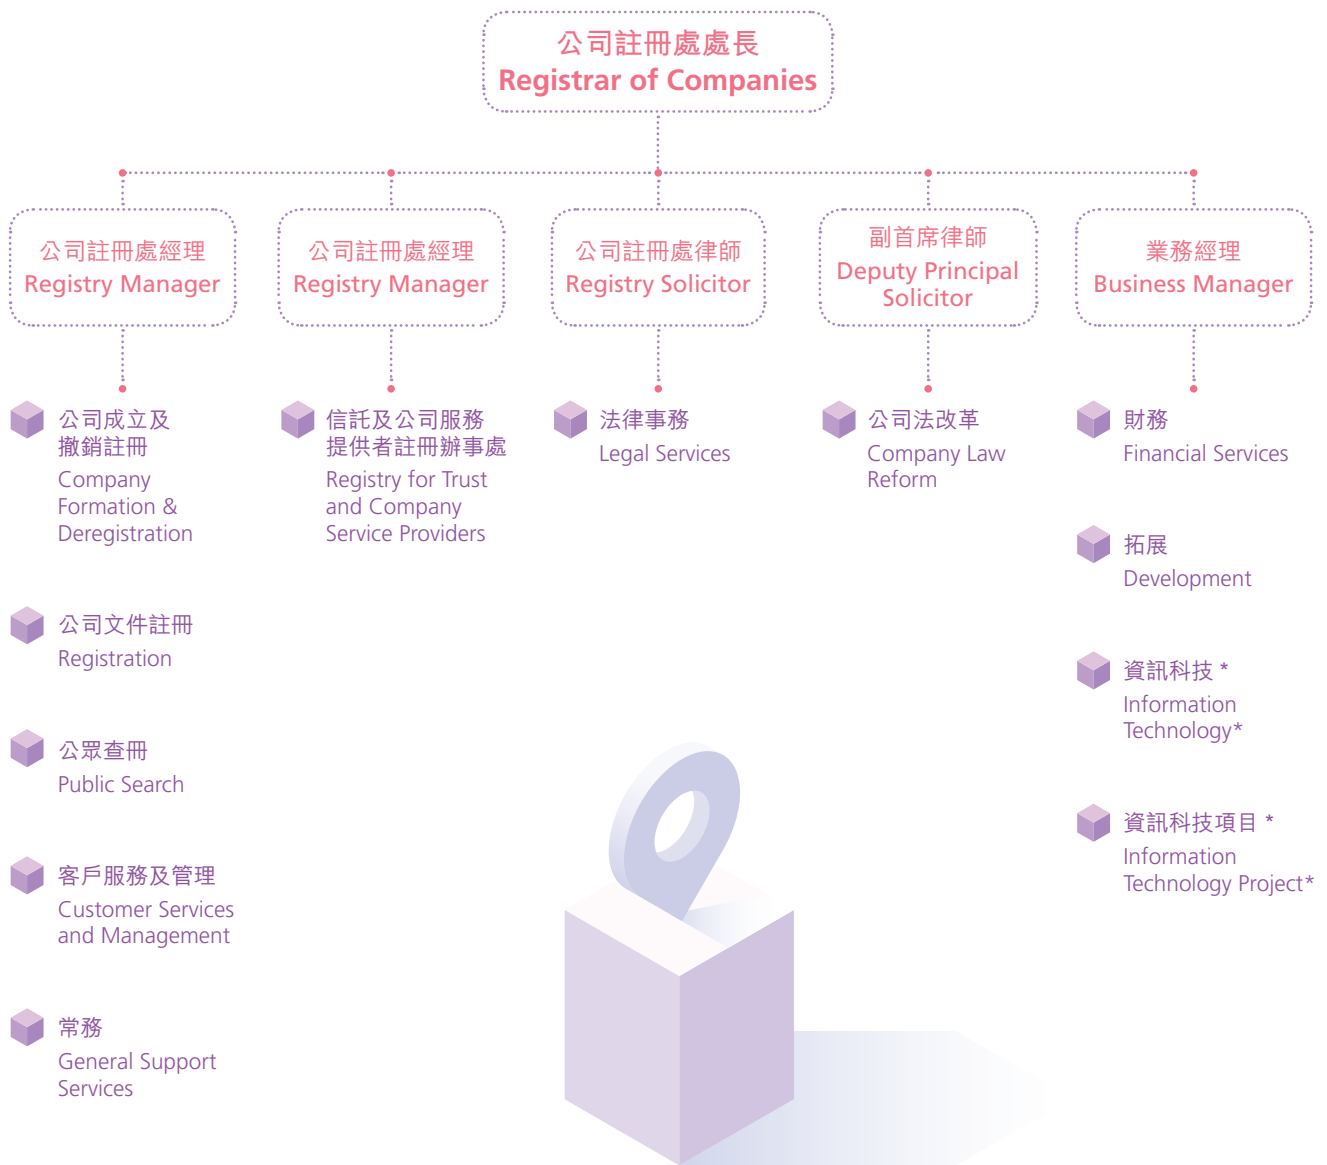 公司註冊處處長
Registrar of Companies
公司註冊處經理
Registry Manager
公司註冊處經理
Registry Manager
公司註冊處律師
Registry Solicitor
副首席律師
Deputy Principal
Solicitor
業務經理
Business Manager
公司成立及
撤銷註冊
Company
Formation &
Deregistration
公司文件註冊
Registration
公眾查冊
Public Search
客戶服務及管理
Customer Services
and Management
常務
General Support
Services
信託及公司服務
提供者註冊辦事處
Registry for Trust
and Company
Service Providers
法律事務
Legal Services
公司法改革
Company Law
Reform
財務
Financial Services
拓展
Development
資訊科技 *
Information
Technology*
資訊科技項目 *
Information
Technology Project*